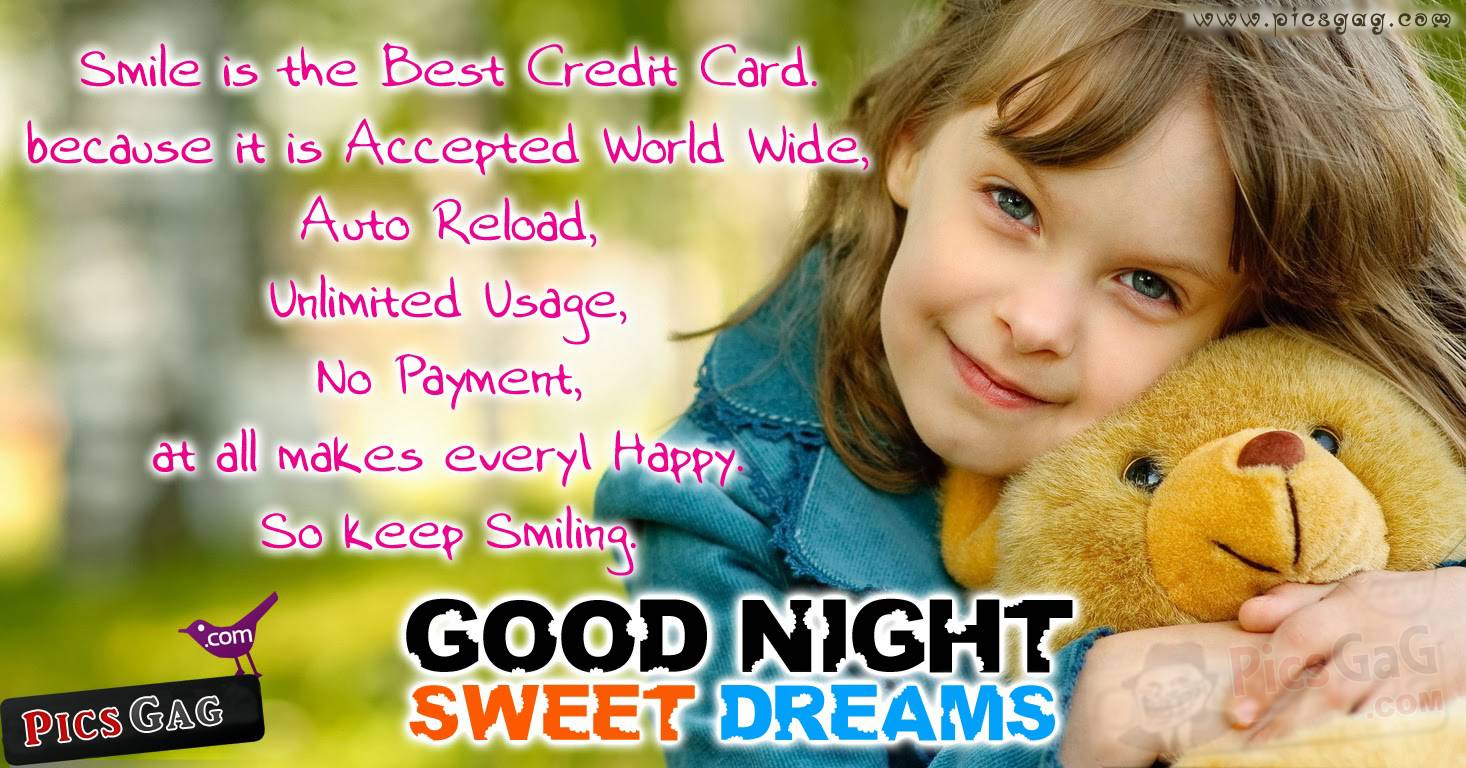 www.picsgag.com
Smile is the Best Credit Card.
because it is Accepted World Wide,
Auto Reload,
Unlimited Usage,
No Payment,
at all makes every1 Happy.
So keep Smiling.
GOOD NIGHT
SWEET DREAMS
.com
PICS GAG
PicsGaG
.COM